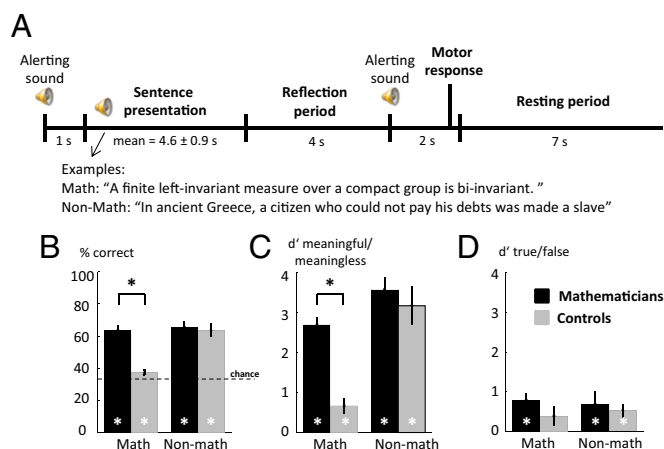 A
Alerting
sound
Sentence
presentation
Reflection
period
Alerting
sound
Motor
response
Resting period
1 s
mean = 4.6 ± 0.9 s
4 s
2 s
7 s
Examples:
Math: “A finite left-invariant measure over a compact group is bi-invariant. ”
Non-Math: “In ancient Greece, a citizen who could not pay his debts was made a slave”
B
% correct
100
80
60
40
20
0
*
chance
* * * *
Math Non-math
C
d‘ meaningful/
meaningless
4
3
2
1
0
*
* * * *
Math Non-math
D
d‘ true/false
4
3
2
1
0
Mathematicians
Controls
* * *
Math Non-math